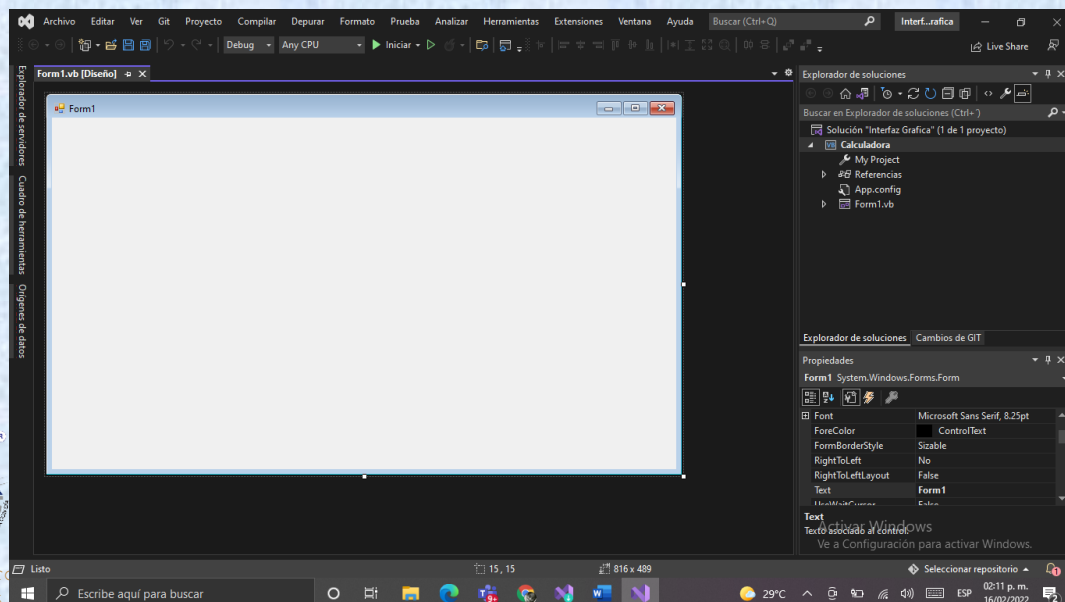 Archivo Editar Ver Git Proyecto Compilar Depurar Formato Prueba Analizar Herramientas Extensiones Ventana Ayuda Buscar (Ctrl+Q) Interf...rafica
Debug Any CPU Iniciar Live Share
Explorador de servidores
Cuadro de herramientas
Orígenes de datos
Form1.vb [Diseño]
Form1
Explorador de soluciones
Buscar en Explorador de soluciones (Ctrl+´)
Solución "Interfaz Grafica" (1 de 1 proyecto)
VB Calculadora
My Project
Referencias
App.config
Form1.vb
Explorador de soluciones Cambios de GIT
Propiedades
Form1 System.Windows.Forms.Form
Font Microsoft Sans Serif, 8.25pt
ForeColor ControlText
FormBorderStyle Sizable
RightToLeft No
RightToLeftLayout False
Text Form1
UseWaitCursor False
Text
Texto asociado al control.
Activar Windows
Ve a Configuración para activar Windows.
Listo 15, 15 816 x 489 Seleccionar repositorio 1
Escribe aquí para buscar 29°C ESP 02:11 p. m.
16/02/2022 2